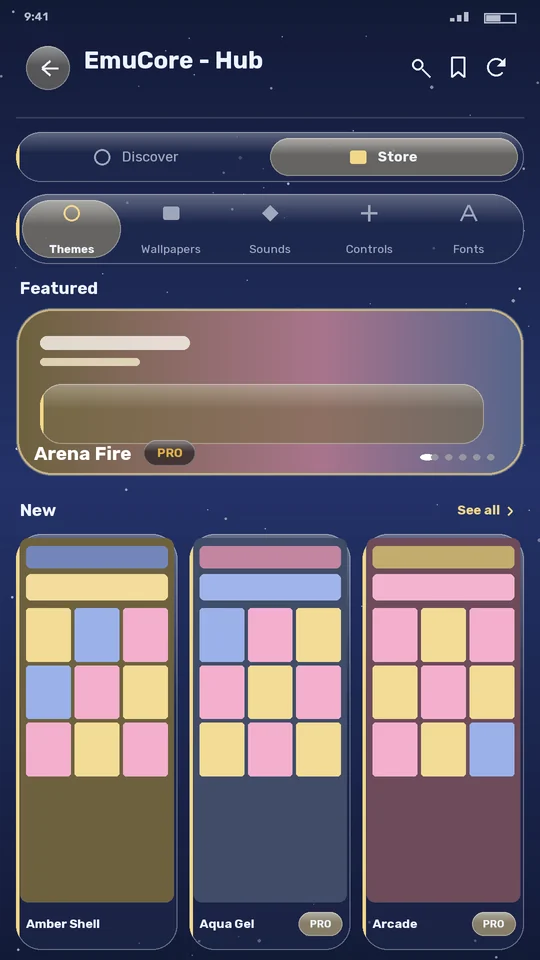 9:41
EmuCore - Hub
Discover
Store
Themes
Wallpapers
Sounds
Controls
Fonts
Featured
Arena Fire
PRO
New
See all
Amber Shell
Aqua Gel
PRO
Arcade
PRO